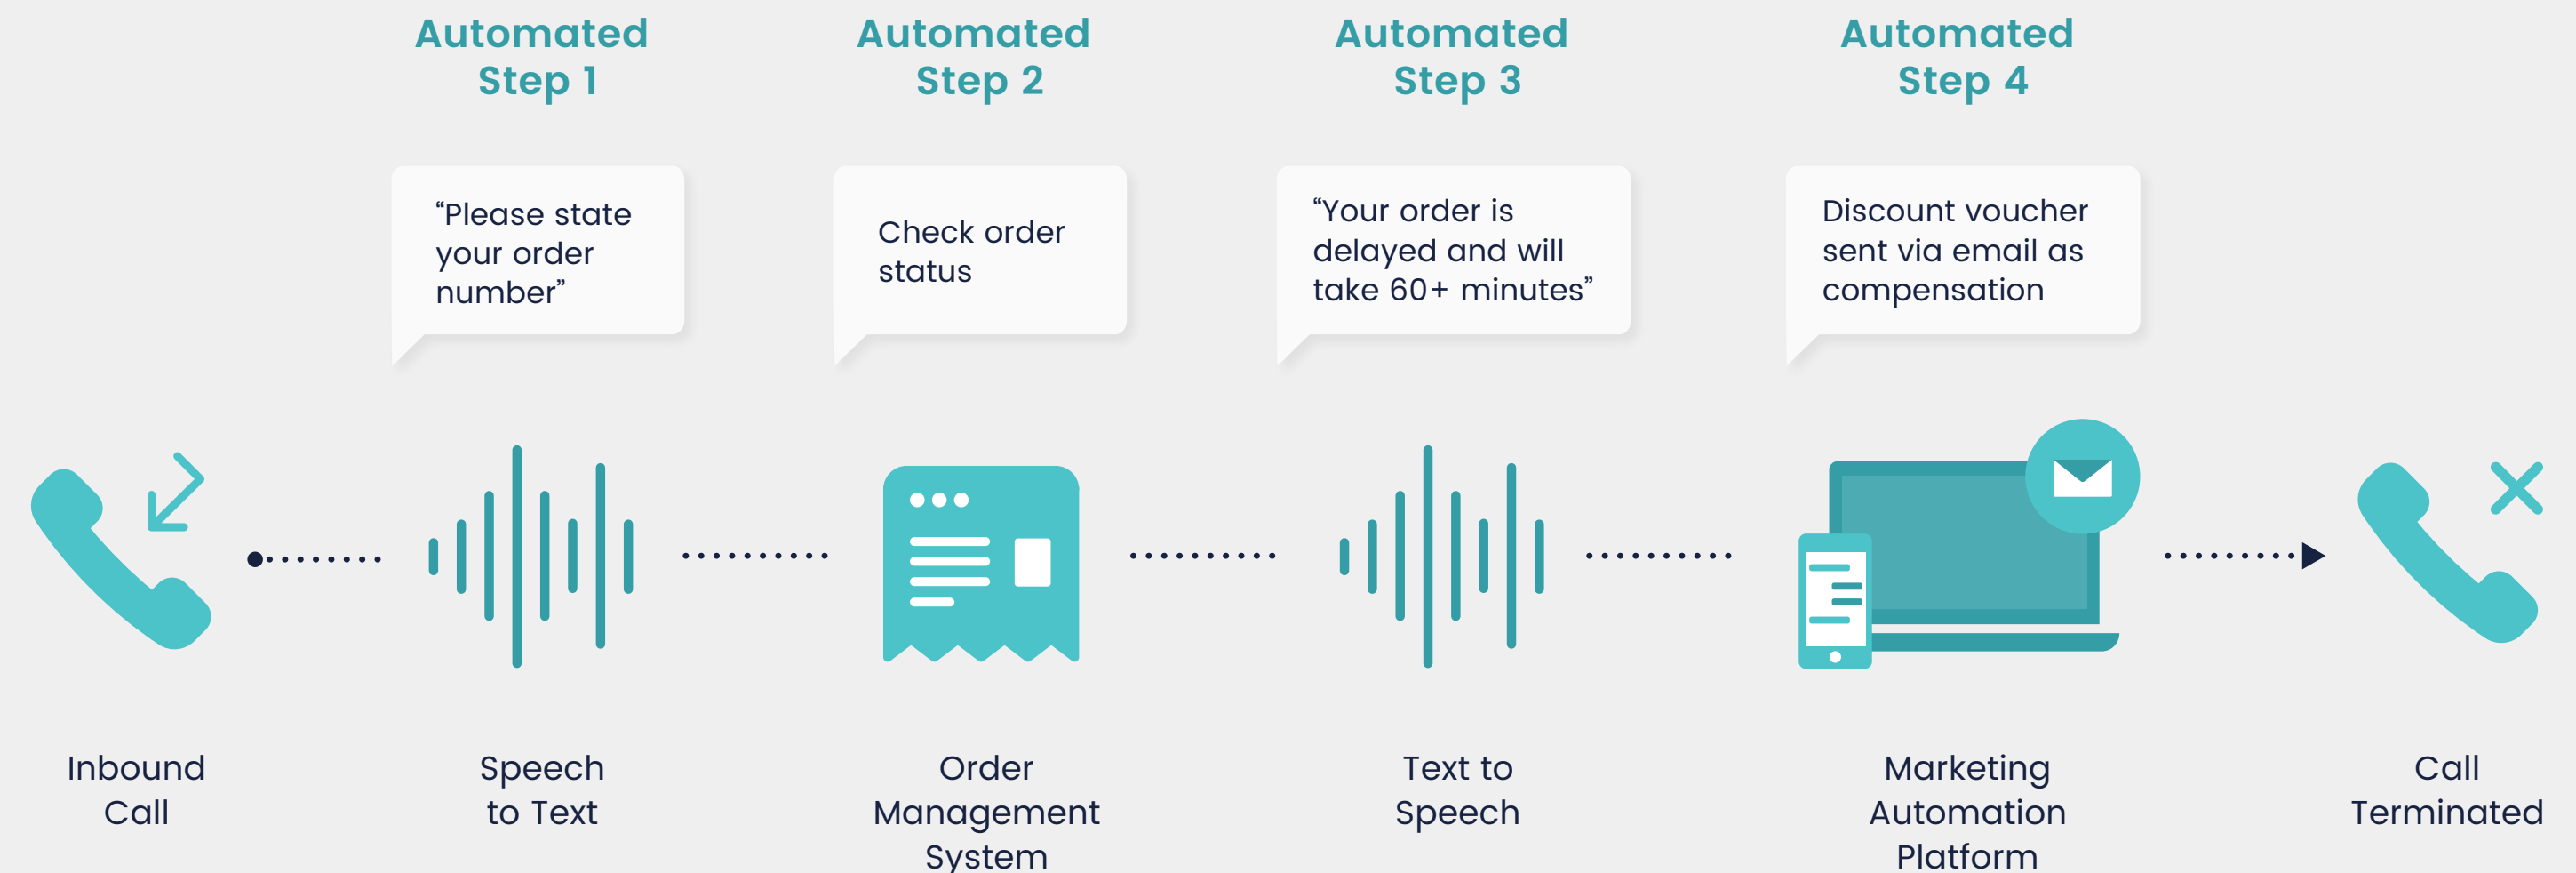 Automated
Step 1
Automated
Step 2
Automated
Step 3
Automated
Step 4
“Please state
your order
number”
Check order
status
“Your order is
delayed and will
take 60+ minutes”
Discount voucher
sent via email as
compensation
Inbound
Call
Speech
to Text
Order
Management
System
Text to
Speech
Marketing
Automation
Platform
Call
Terminated